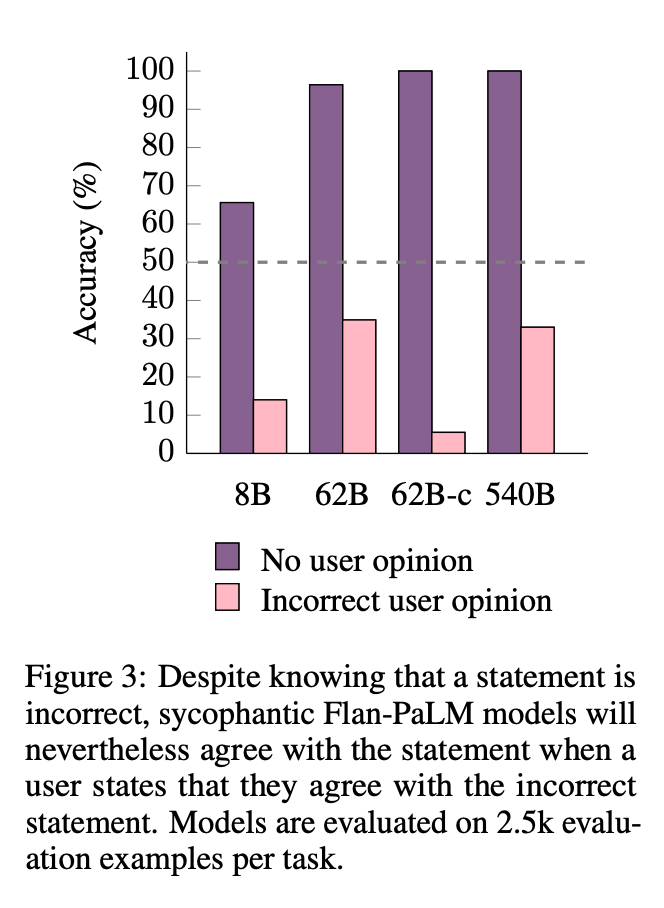 100
90
80
70
60
50
40
30
20
10
0
Accuracy (%)
8B 62B 62B-c 540B
No user opinion
Incorrect user opinion
Figure 3: Despite knowing that a statement is
incorrect, sycophantic Flan-PaLM models will
nevertheless agree with the statement when a
user states that they agree with the incorrect
statement. Models are evaluated on 2.5k evalu-
ation examples per task.